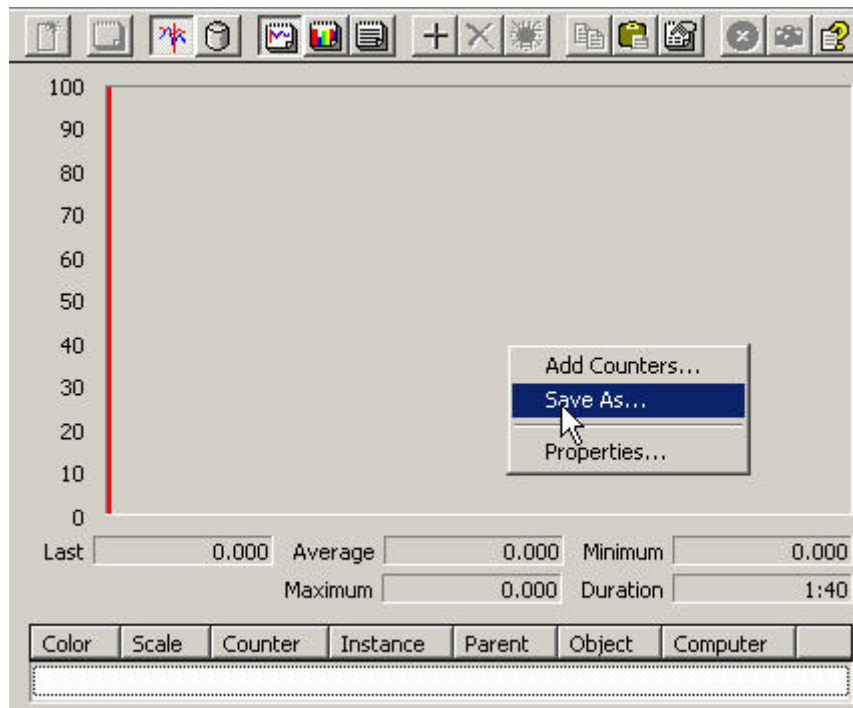 100
90
80
70
60
50
40
30
20
10
0
Add Counters...
Save As...
Properties...
Last 0.000 Average 0.000 Minimum 0.000
Maximum 0.000 Duration 1:40
Color Scale Counter Instance Parent Object Computer